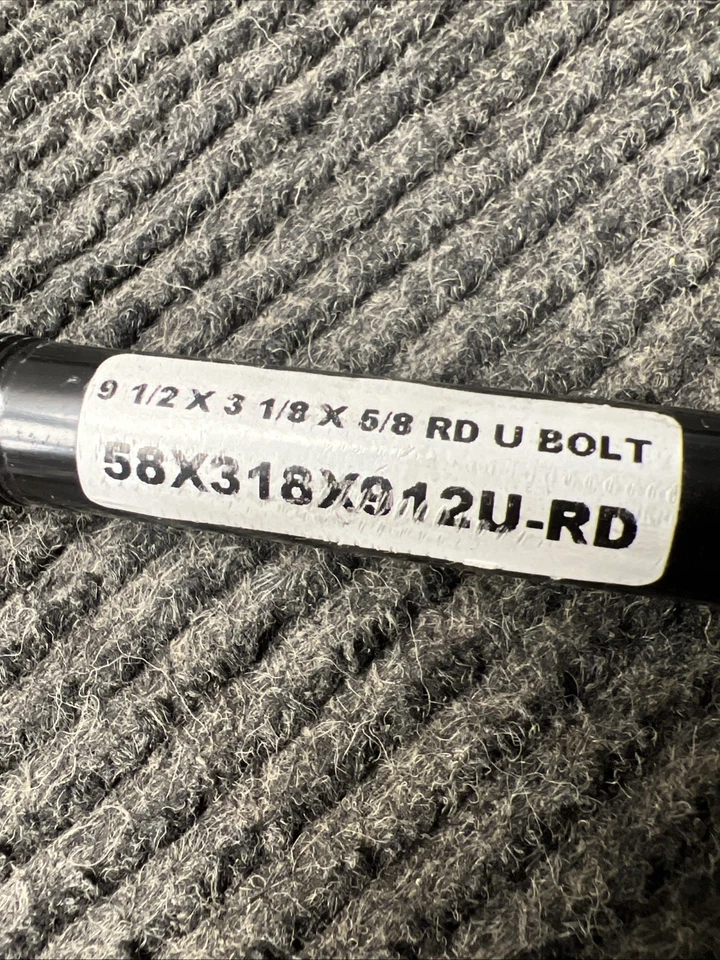 9 1/2 X 3 1/8 X 5/8 RD U BOLT
58X318X912U-RD